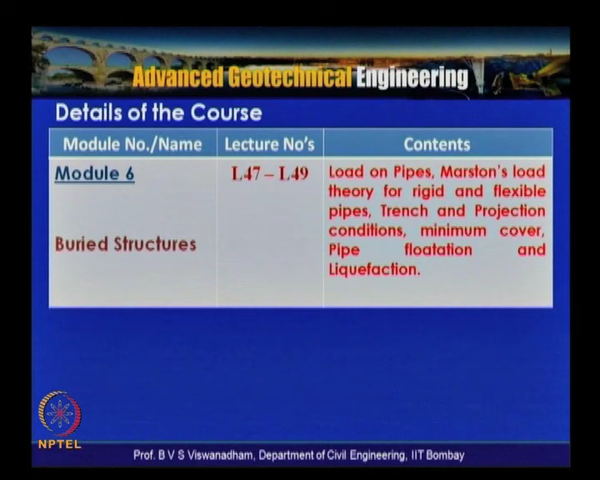 Advanced Geotechnical Engineering
Details of the Course
Module No./Name
Lecture No's
Contents
Module 6
L47 – L49
Load on Pipes, Marston's load
theory for rigid and flexible
pipes, Trench and Projection
conditions, minimum cover,
Pipe floatation and
Liquefaction.
Buried Structures
NPTEL
Prof. B V S Viswanadham, Department of Civil Engineering, IIT Bombay